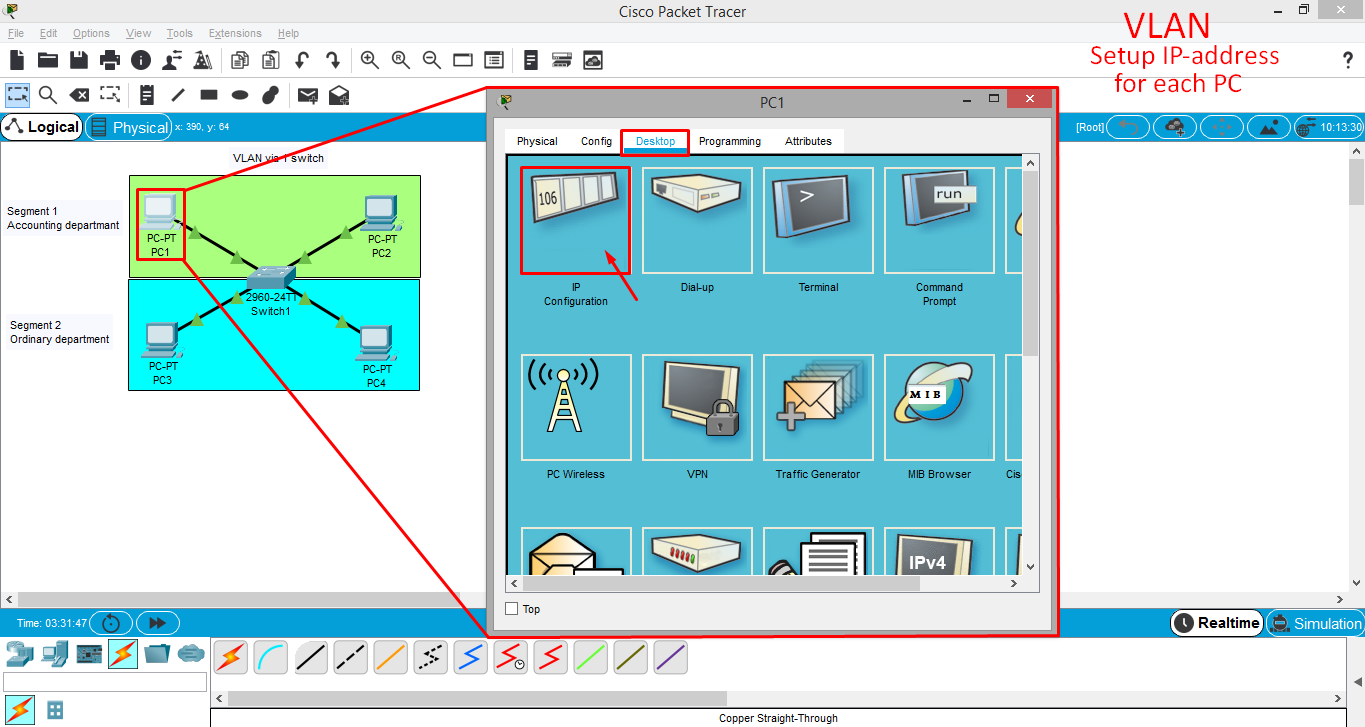 Cisco Packet Tracer
VLAN
Setup IP-address
for each PC
File Edit Options View Tools Extensions Help
?
Logical
Physical
x: 390, y: 64
[Root]
10:13:30
VLAN via 1 switch
Segment 1
Accounting departmant
PC-PT
PC1
PC-PT
PC2
2960-24TT
Switch1
Segment 2
Ordinary department
PC-PT
PC3
PC-PT
PC4
PC1
Physical Config Desktop Programming Attributes
106
>
run
IP
Configuration
Dial-up
Terminal
Command
Prompt
MIB
PC Wireless
VPN
Traffic Generator
MIB Browser
Cis
IPv4
Top
Time: 03:31:47
Realtime
Simulation
Copper Straight-Through